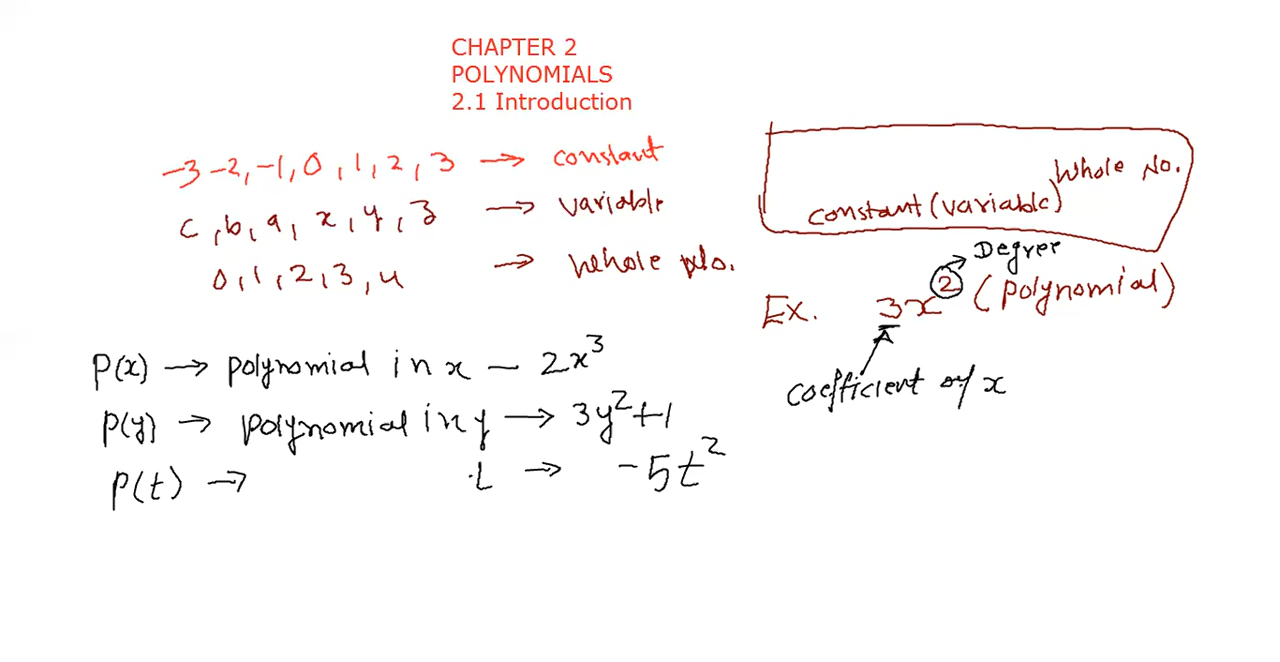 CHAPTER 2
POLYNOMIALS
2.1 Introduction
-3 -2, -1, 0, 1, 2, 3 → constant
c, b, a, x, y, z → variable
0, 1, 2, 3, 4 → whole No.
constant (variable)^Whole No.
Degree
Ex. 3x² (polynomial)
coefficient of x
P(x) → polynomial in x - 2x³
P(y) → polynomial in y → 3y²+1
P(t) → t → -5t²